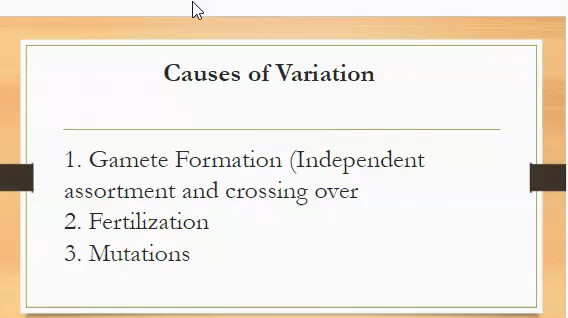 Causes of Variation
1. Gamete Formation (Independent
assortment and crossing over
2. Fertilization
3. Mutations